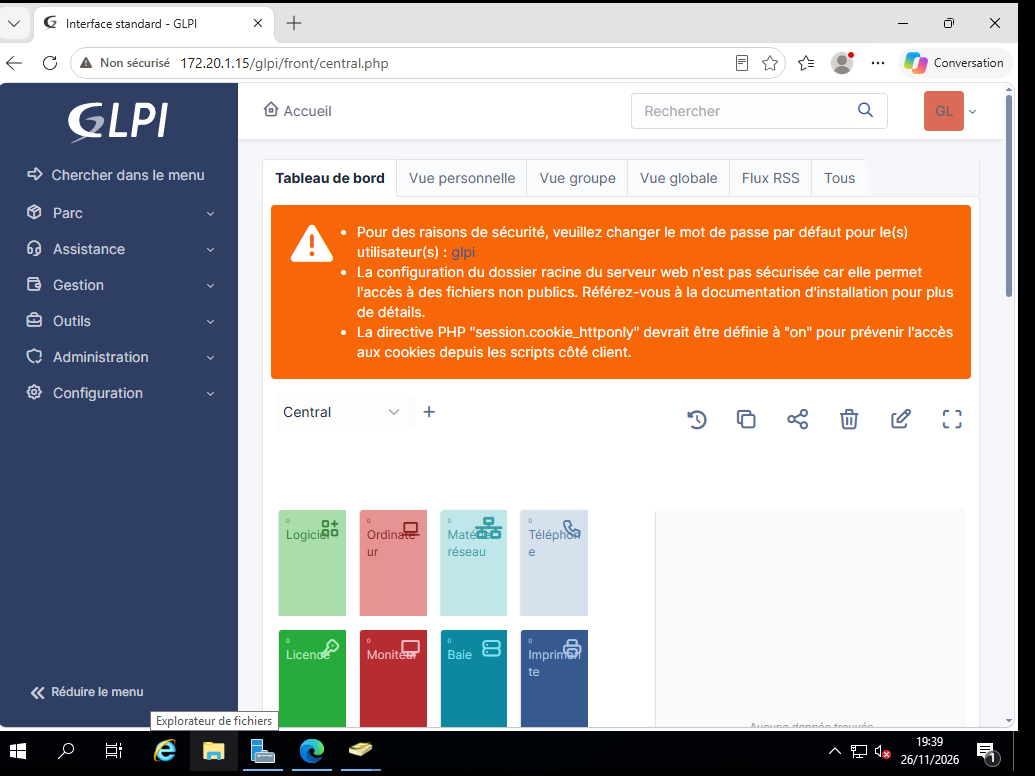 Interface standard - GLPI
Non sécurisé 172.20.1.15/glpi/front/central.php
Conversation
GLPI
Chercher dans le menu
Parc
Assistance
Gestion
Outils
Administration
Configuration
Réduire le menu
Accueil
Rechercher
GL
Tableau de bord Vue personnelle Vue groupe Vue globale Flux RSS Tous
Pour des raisons de sécurité, veuillez changer le mot de passe par défaut pour le(s)
utilisateur(s) : glpi
La configuration du dossier racine du serveur web n'est pas sécurisée car elle permet
l'accès à des fichiers non publics. Référez-vous à la documentation d'installation pour plus
de détails.
La directive PHP "session.cookie_httponly" devrait être définie à "on" pour prévenir l'accès
aux cookies depuis les scripts côté client.
Central
0 0 0 0
Logiciel Ordinate Matériel Téléphon
ur réseau e
0 0 0 0
Licence Moniteur Baie Impriman
te
Aucune donnée trouvée
Explorateur de fichiers
19:39
26/11/2026
1